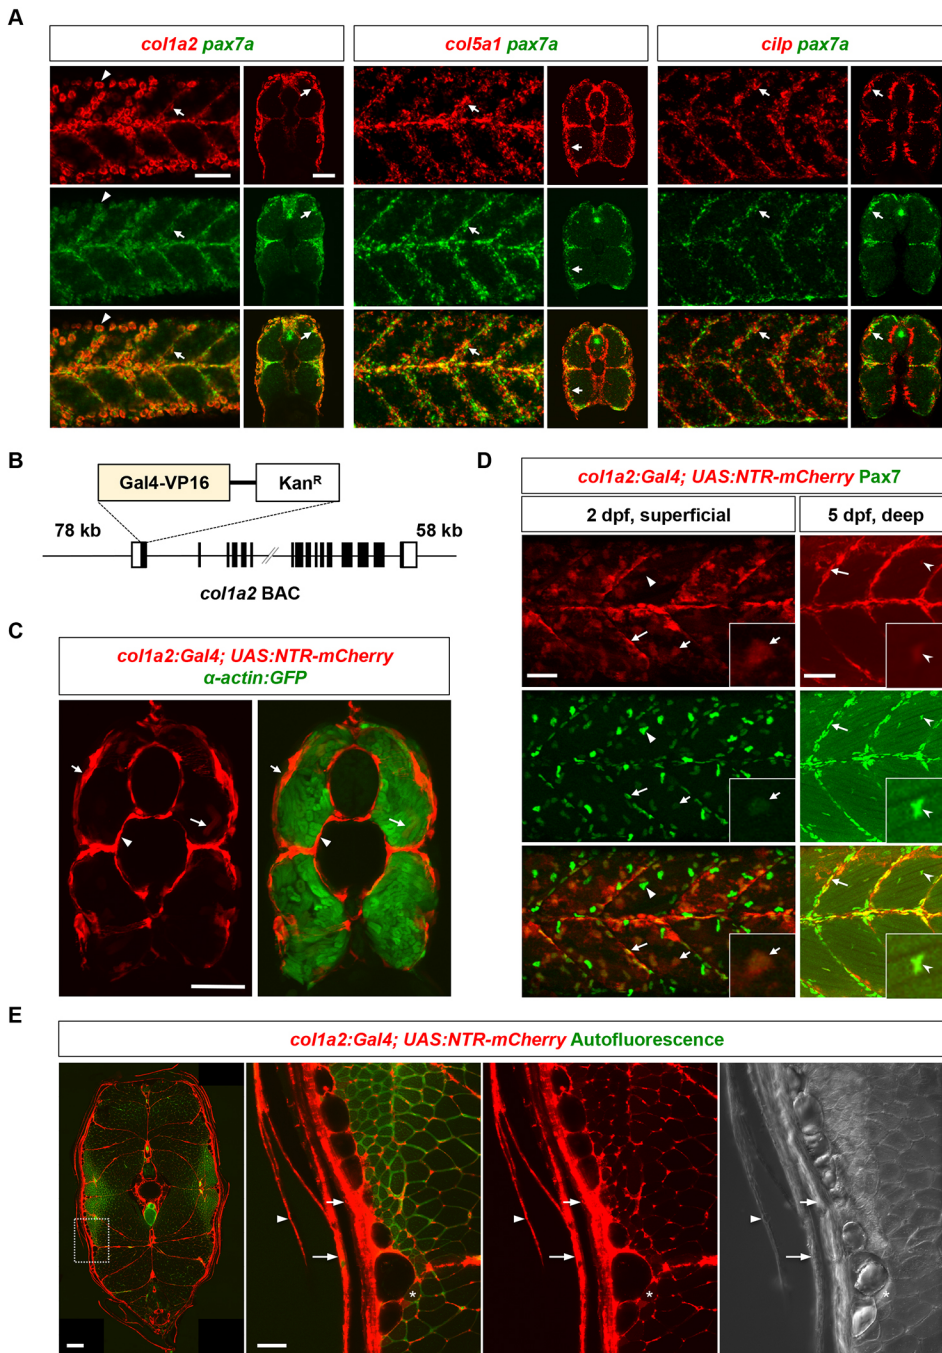 A
col1a2 pax7a
col5a1 pax7a
cilp pax7a
B
Gal4-VP16
Kanᴿ
78 kb
58 kb
col1a2 BAC
C
col1a2:Gal4; UAS:NTR-mCherry
α-actin:GFP
D
col1a2:Gal4; UAS:NTR-mCherry Pax7
2 dpf, superficial
5 dpf, deep
E
col1a2:Gal4; UAS:NTR-mCherry Autofluorescence
*
*
*